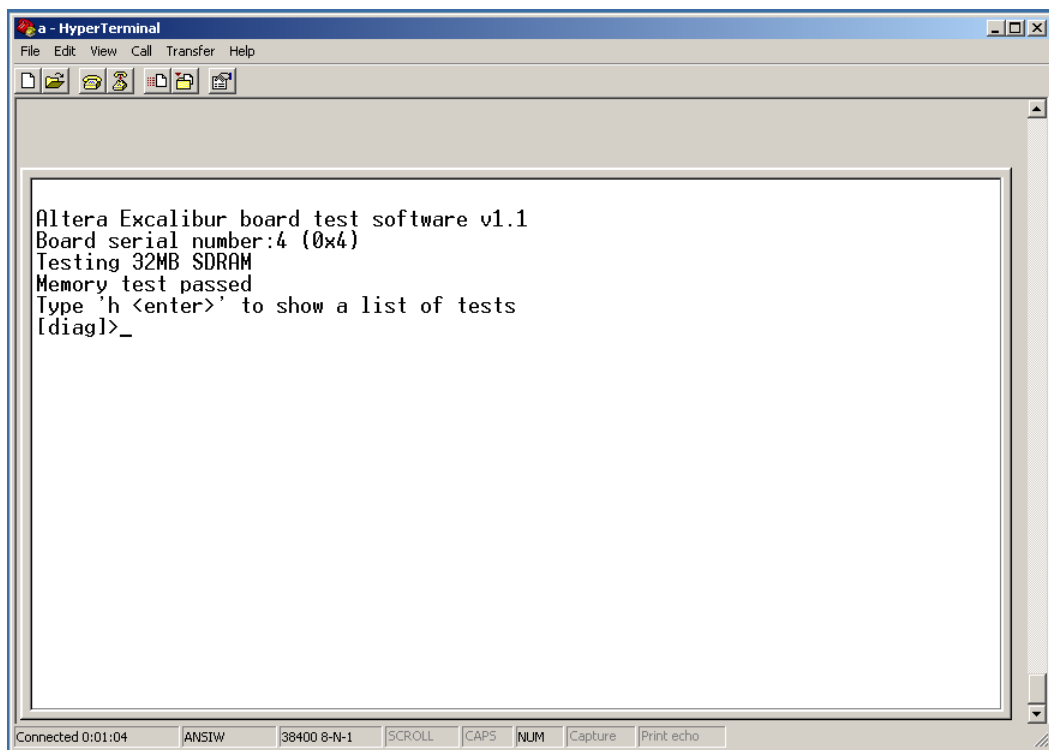 a - HyperTerminal
File Edit View Call Transfer Help
Altera Excalibur board test software v1.1
Board serial number:4 (0x4)
Testing 32MB SDRAM
Memory test passed
Type 'h <enter>' to show a list of tests
[diag]>_
Connected 0:01:04 ANSIW 38400 8-N-1 SCROLL CAPS NUM Capture Print echo